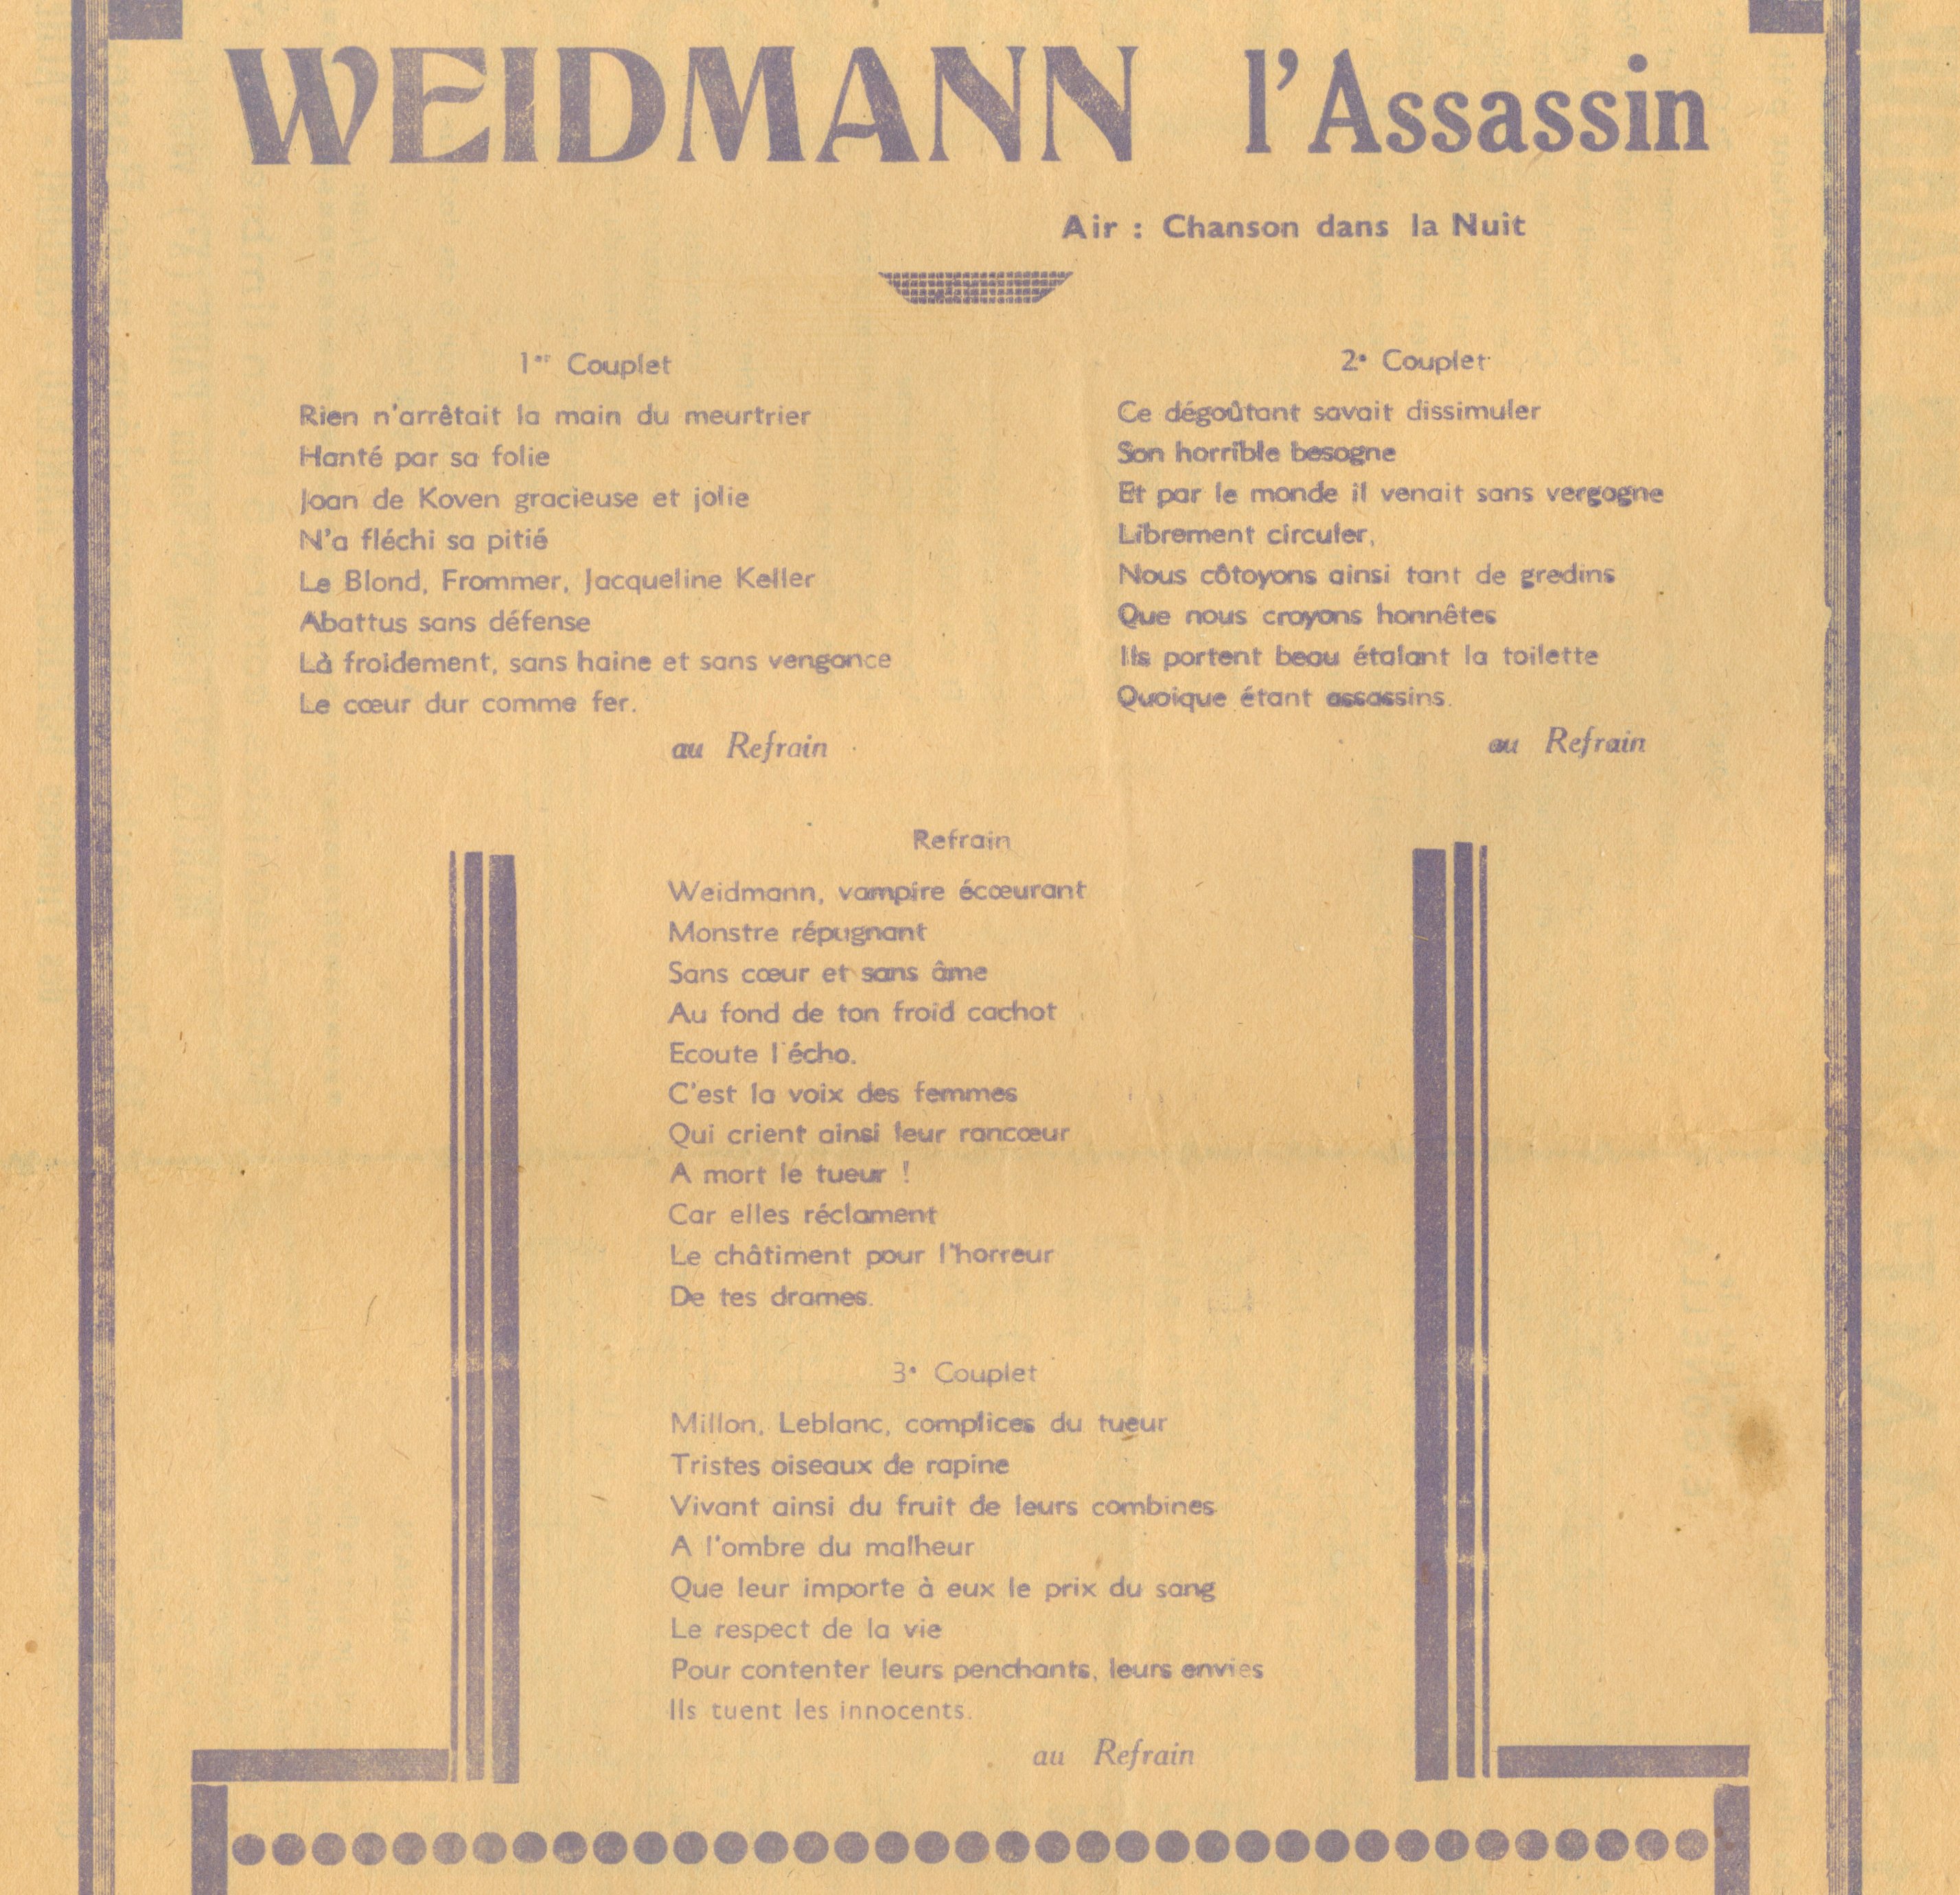 WEIDMANN l'Assassin
Air : Chanson dans la Nuit
1er Couplet
Rien n'arrêtait la main du meurtrier
Hanté par sa folie
Joan de Koven gracieuse et jolie
N'a fléchi sa pitié
Le Blond, Frommer, Jacqueline Keller
Abattus sans défense
Là froidement, sans haine et sans vengance
Le cœur dur comme fer.
au Refrain
2e Couplet
Ce dégoûtant savait dissimuler
Son horrible besogne
Et par le monde il venait sans vergogne
Librement circuler,
Nous côtoyons ainsi tant de gredins
Que nous croyons honnêtes
Ils portent beau étalant la toilette
Quoique étant assassins.
au Refrain
Refrain
Weidmann, vampire écœurant
Monstre répugnant
Sans cœur et sans âme
Au fond de ton froid cachot
Ecoute l'écho.
C'est la voix des femmes
Qui crient ainsi leur rancœur
A mort le tueur !
Car elles réclament
Le châtiment pour l'horreur
De tes drames.
3e Couplet
Millon, Leblanc, complices du tueur
Tristes oiseaux de rapine
Vivant ainsi du fruit de leurs combines
A l'ombre du malheur
Que leur importe à eux le prix du sang
Le respect de la vie
Pour contenter leurs penchants, leurs envies
Ils tuent les innocents.
au Refrain